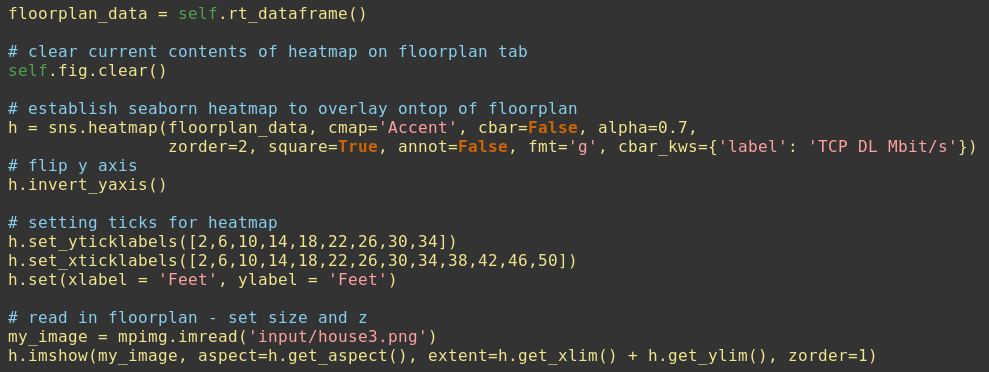 floorplan_data = self.rt_dataframe()

# clear current contents of heatmap on floorplan tab
self.fig.clear()

# establish seaborn heatmap to overlay ontop of floorplan
h = sns.heatmap(floorplan_data, cmap='Accent', cbar=False, alpha=0.7,
                zorder=2, square=True, annot=False, fmt='g', cbar_kws={'label': 'TCP DL Mbit/s'})
# flip y axis
h.invert_yaxis()

# setting ticks for heatmap
h.set_yticklabels([2,6,10,14,18,22,26,30,34])
h.set_xticklabels([2,6,10,14,18,22,26,30,34,38,42,46,50])
h.set(xlabel = 'Feet', ylabel = 'Feet')

# read in floorplan - set size and z
my_image = mpimg.imread('input/house3.png')
h.imshow(my_image, aspect=h.get_aspect(), extent=h.get_xlim() + h.get_ylim(), zorder=1)